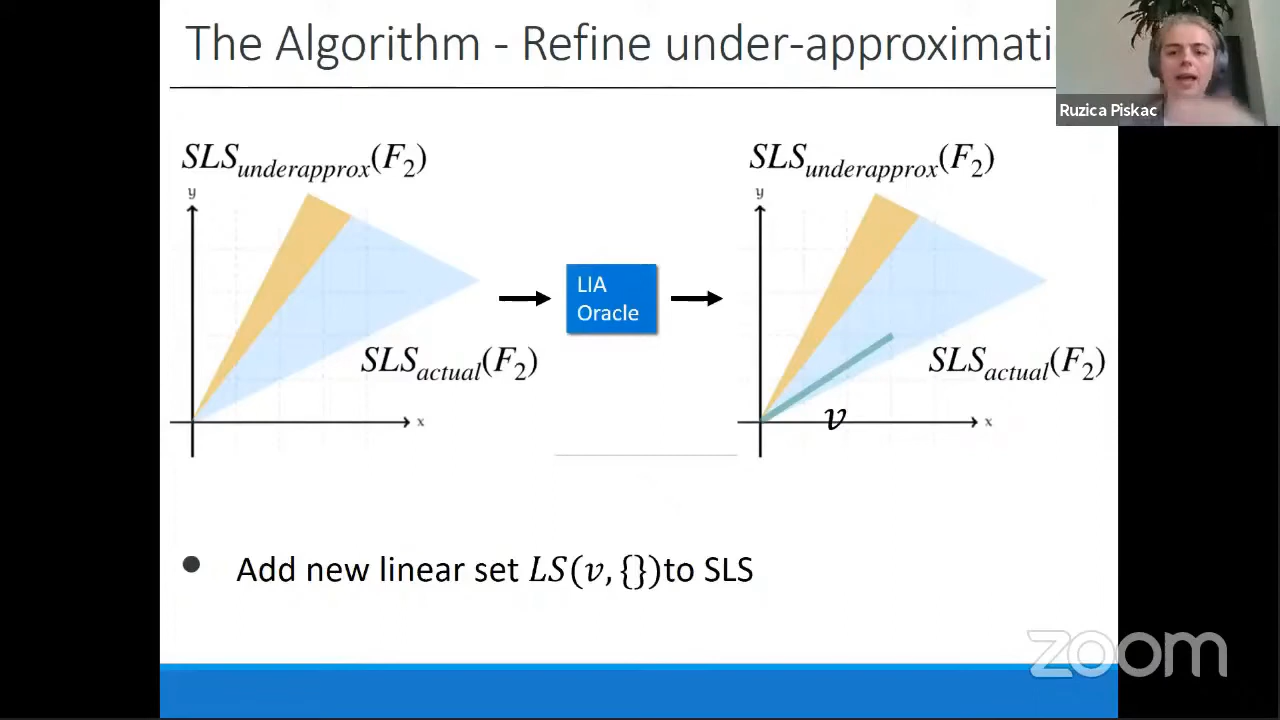 The Algorithm - Refine under-approximati
Ruzica Piskac
SLS_underapprox(F_2)
SLS_underapprox(F_2)
y
y
LIA
Oracle
SLS_actual(F_2)
SLS_actual(F_2)
x
v
x
• Add new linear set LS(v, {}) to SLS
zoom